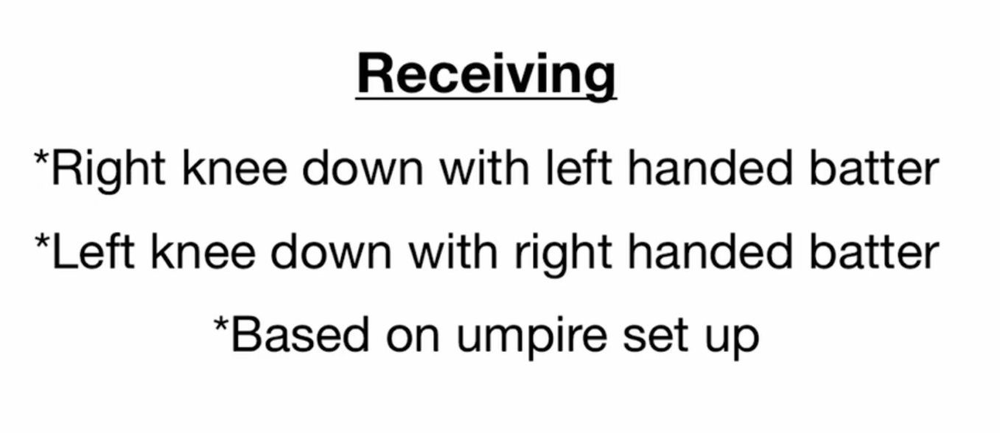 Receiving
*Right knee down with left handed batter
*Left knee down with right handed batter
*Based on umpire set up